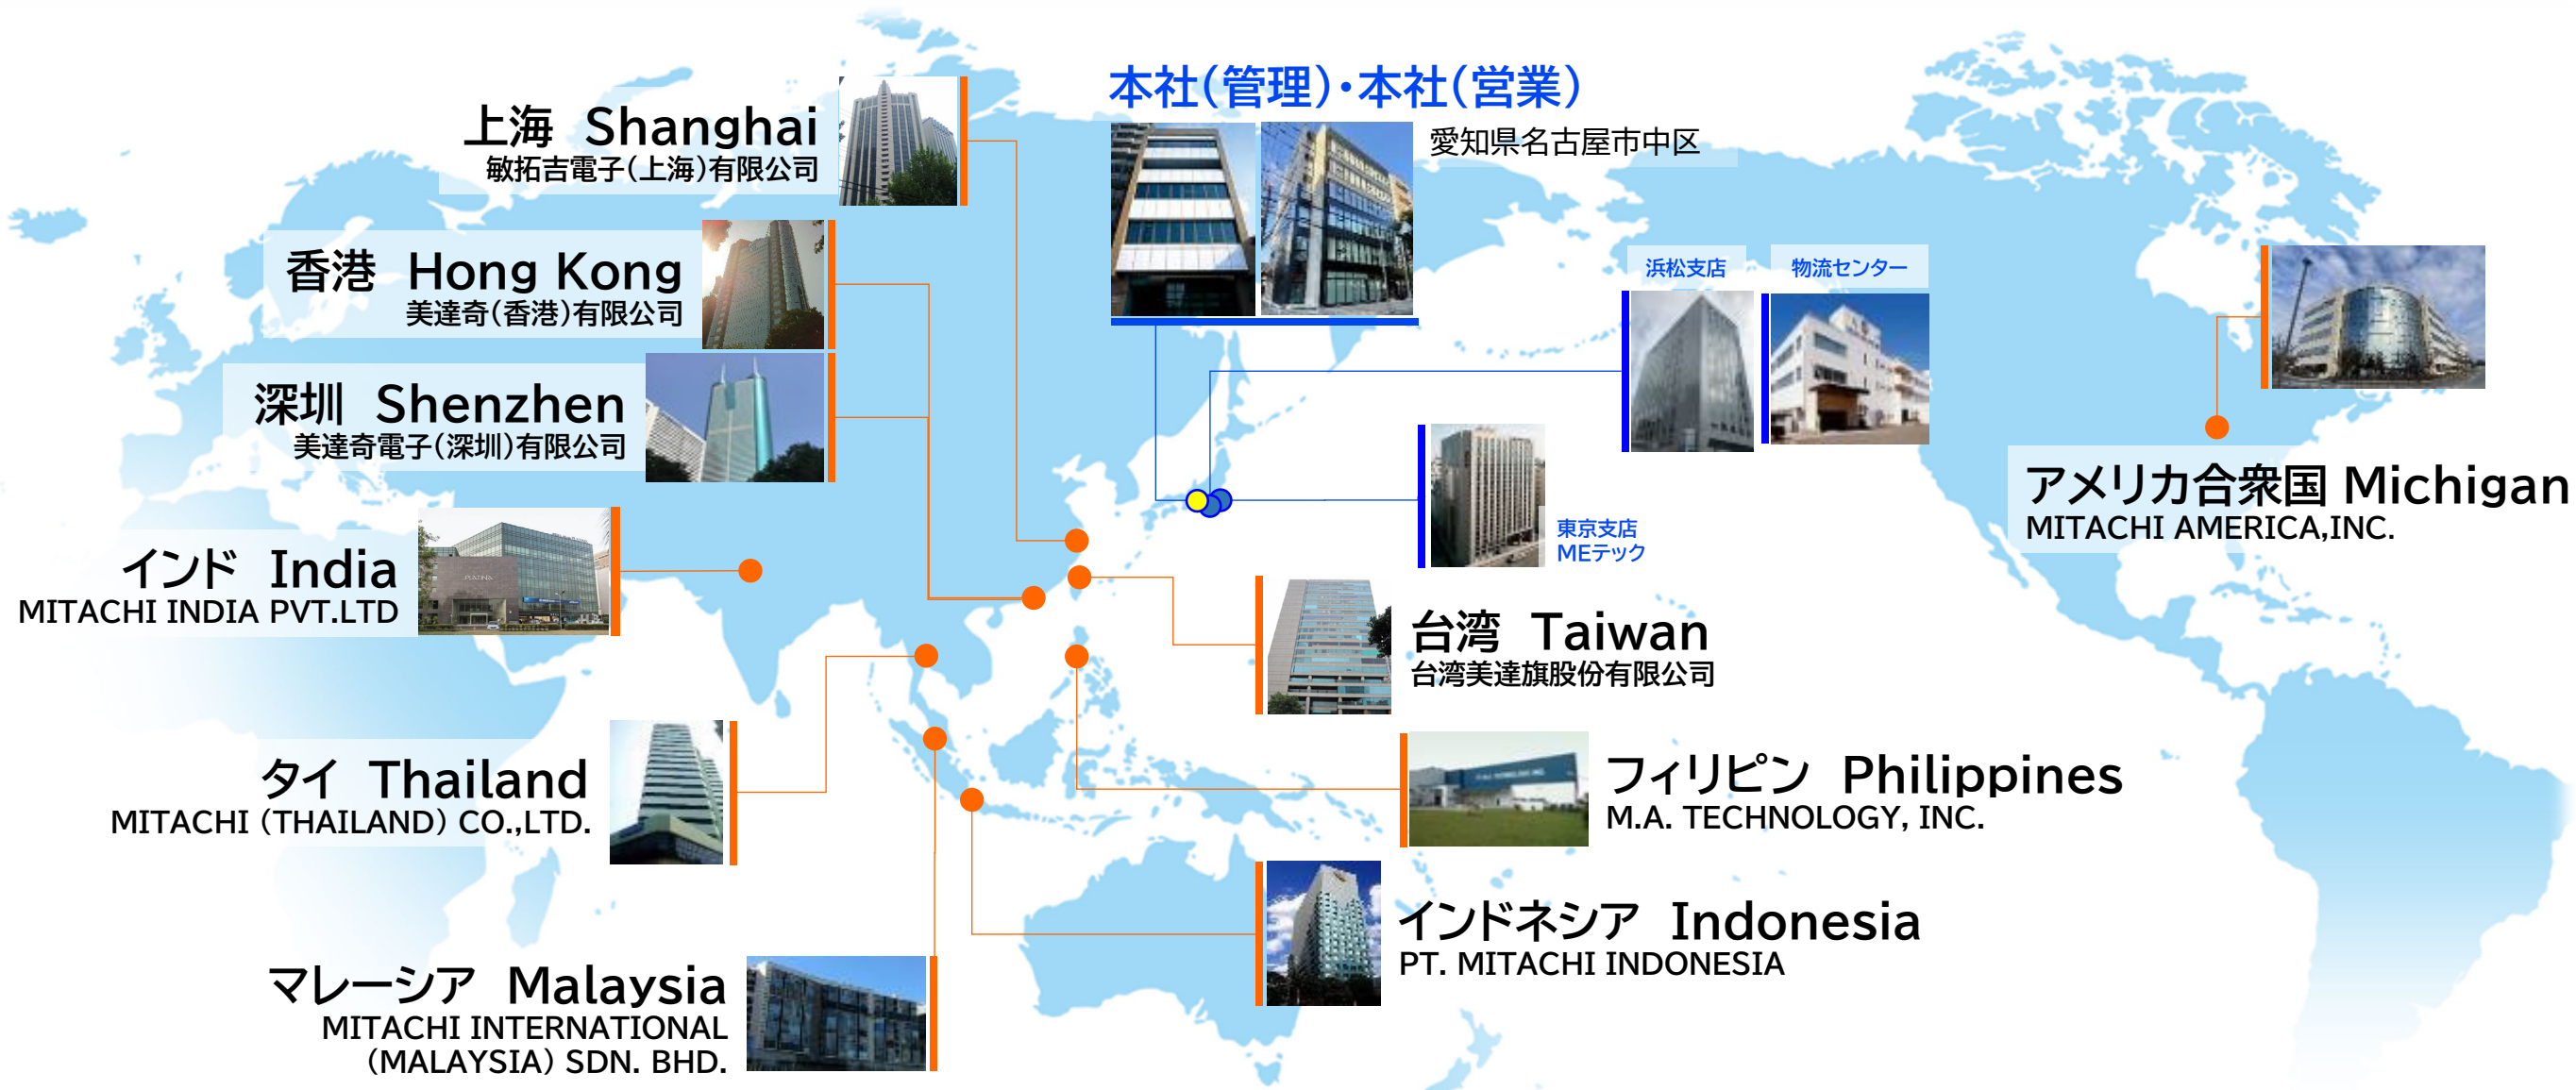 本社(管理)・本社(営業)
愛知県名古屋市中区
上海 Shanghai
敏拓吉電子(上海)有限公司
香港 Hong Kong
美達奇(香港)有限公司
深圳 Shenzhen
美達奇電子(深圳)有限公司
インド India
MITACHI INDIA PVT.LTD
PLATINA
タイ Thailand
MITACHI (THAILAND) CO.,LTD.
マレーシア Malaysia
MITACHI INTERNATIONAL
(MALAYSIA) SDN. BHD.
浜松支店
物流センター
東京支店
MEテック
台湾 Taiwan
台湾美達旗股份有限公司
フィリピン Philippines
M.A. TECHNOLOGY, INC.
インドネシア Indonesia
PT. MITACHI INDONESIA
アメリカ合衆国 Michigan
MITACHI AMERICA,INC.